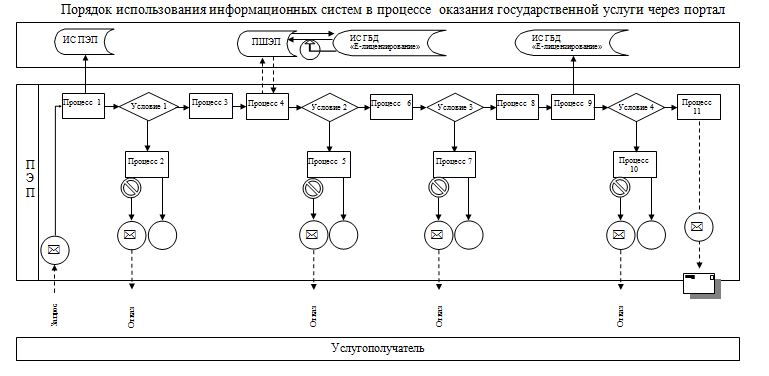 Порядок использования информационных систем в процессе оказания государственной услуги через портал
ИС ПЭП
ПШЭП
ИС ГБД
«Е-лицензирование»
ИС ГБД
«Е-лицензирование»
Процесс 1
Условие 1
Процесс 3
Процесс 4
Условие 2
Процесс 6
Условие 3
Процесс 8
Процесс 9
Условие 4
Процесс
11
Процесс 2
Процесс 5
Процесс 7
Процесс
10
П
Э
П
Запрос
Отказ
Отказ
Отказ
Отказ
Услугополучатель